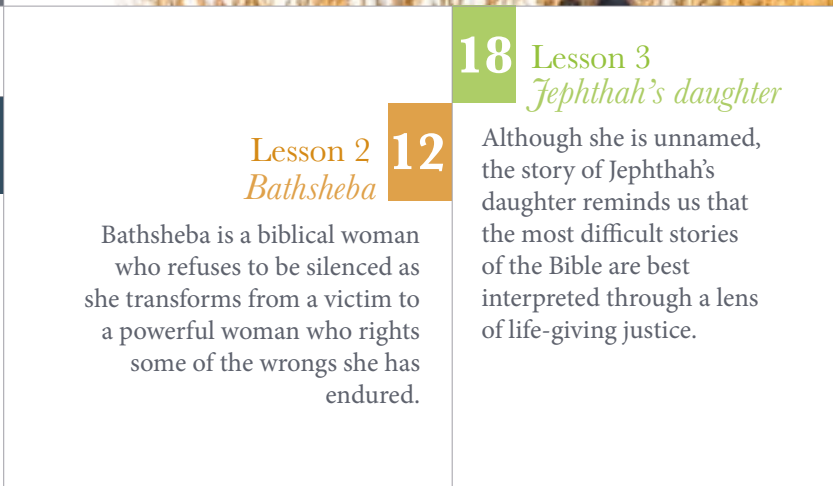 Lesson 2
Bathsheba
12
Bathsheba is a biblical woman
who refuses to be silenced as
she transforms from a victim to
a powerful woman who rights
some of the wrongs she has
endured.
18
Lesson 3
Jephthah’s daughter
Although she is unnamed,
the story of Jephthah’s
daughter reminds us that
the most difficult stories
of the Bible are best
interpreted through a lens
of life-giving justice.